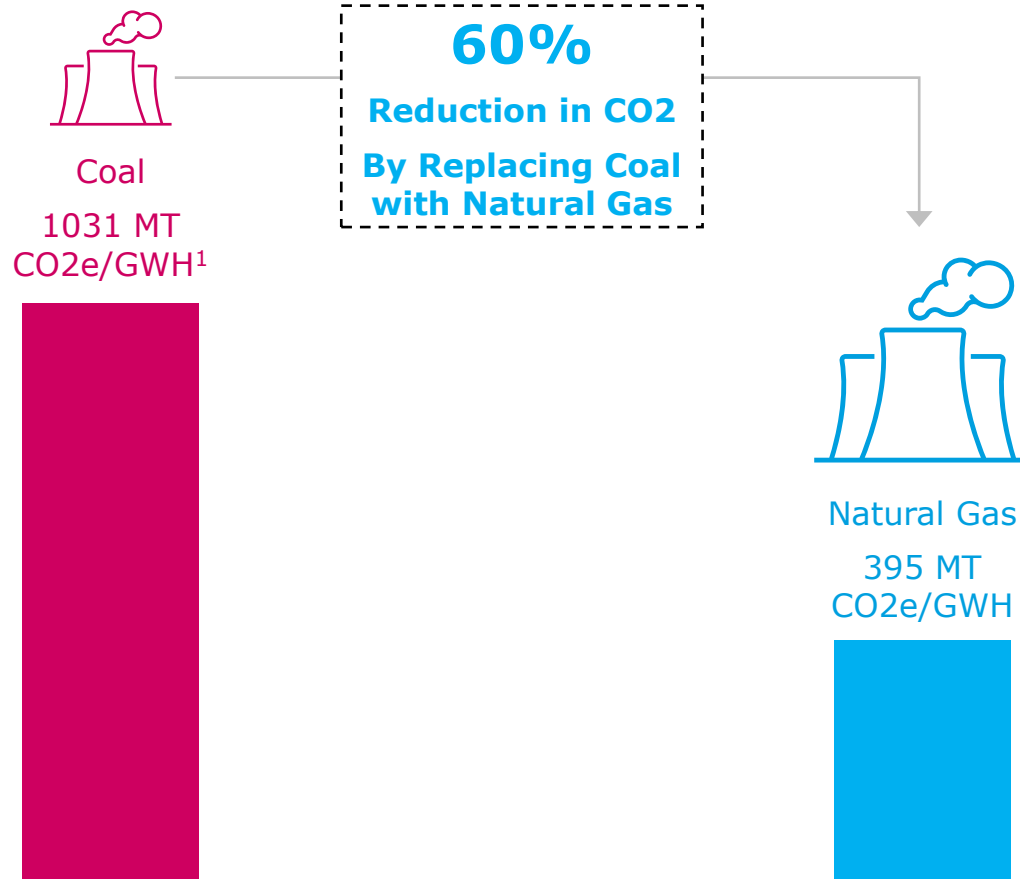 60%
Reduction in CO2
By Replacing Coal
with Natural Gas
Coal
1031 MT
CO2e/GWH¹
Natural Gas
395 MT
CO2e/GWH